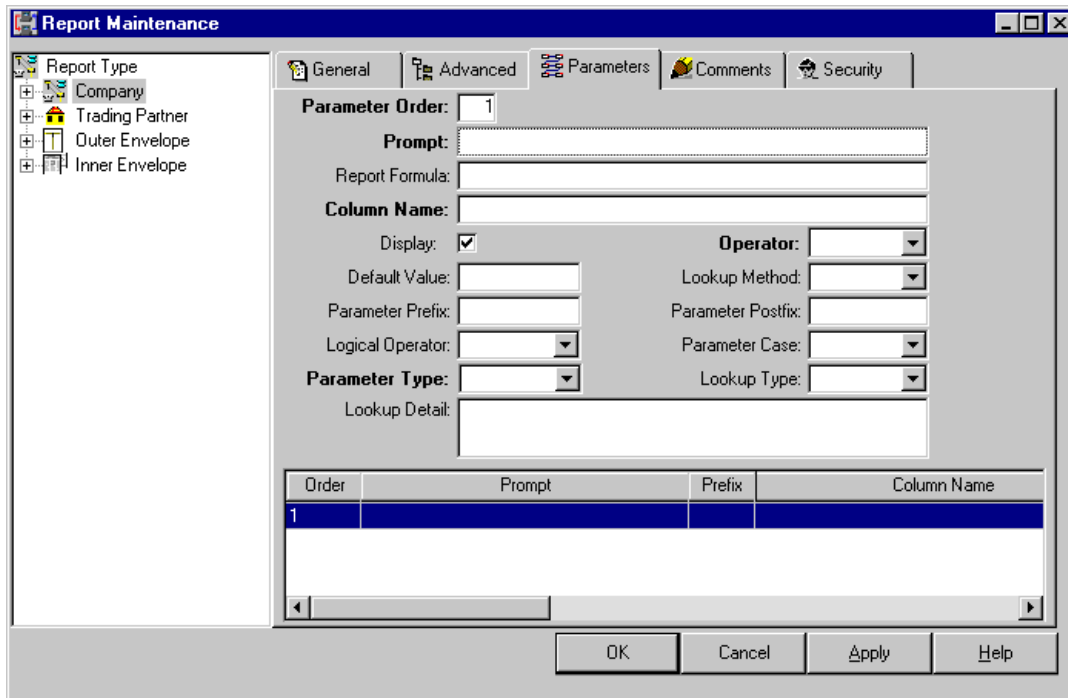 Report Maintenance
Report Type
Company
Trading Partner
Outer Envelope
Inner Envelope
General
Advanced
Parameters
Comments
Security
Parameter Order: 1
Prompt:
Report Formula:
Column Name:
Display:
Operator:
Default Value:
Lookup Method:
Parameter Prefix:
Parameter Postfix:
Logical Operator:
Parameter Case:
Parameter Type:
Lookup Type:
Lookup Detail:
Order Prompt Prefix Column Name
1
OK
Cancel
Apply
Help